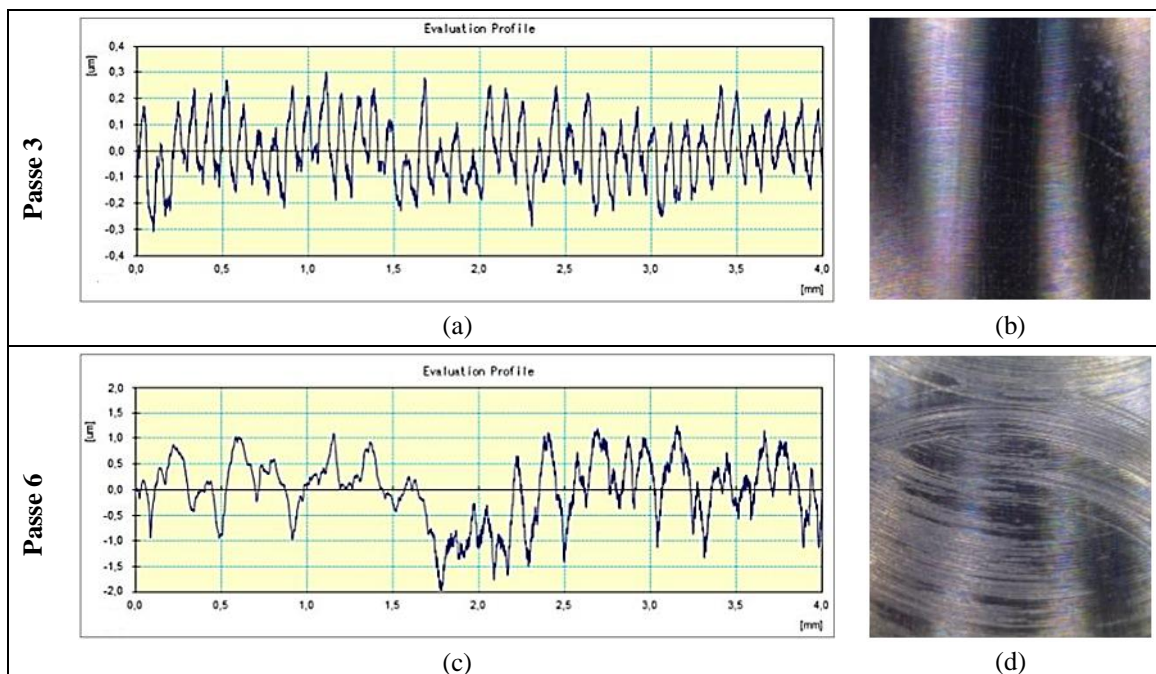 Passe 3
Evaluation Profile
[um]
0,4
0,3
0,2
0,1
0,0
-0,1
-0,2
-0,3
-0,4
0,0 0,5 1,0 1,5 2,0 2,5 3,0 3,5 4,0
[mm]
(a) (b)
Passe 6
Evaluation Profile
[um]
2,0
1,5
1,0
0,5
0,0
-0,5
-1,0
-1,5
-2,0
0,0 0,5 1,0 1,5 2,0 2,5 3,0 3,5 4,0
[mm]
(c) (d)